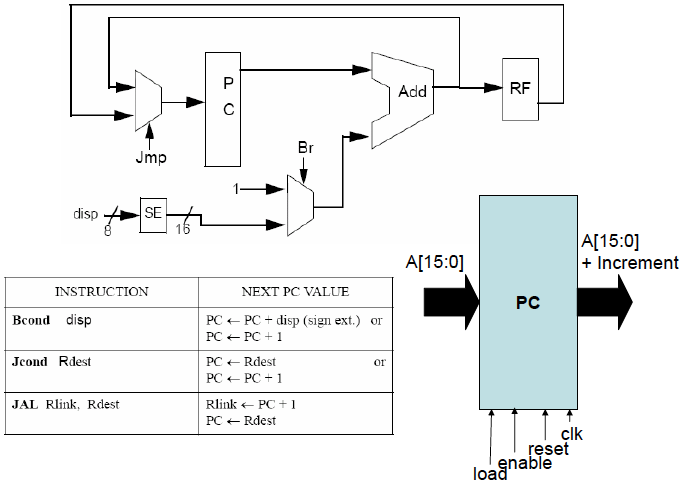 P
C
Add
RF
Jmp
Br
1
disp
8
SE
16
A[15:0]
PC
A[15:0]
+ Increment
load
enable
reset
clk
INSTRUCTION NEXT PC VALUE
Bcond disp PC ← PC + disp (sign ext.) or
PC ← PC + 1
Jcond Rdest PC ← Rdest or
PC ← PC + 1
JAL Rlink, Rdest Rlink ← PC + 1
PC ← Rdest